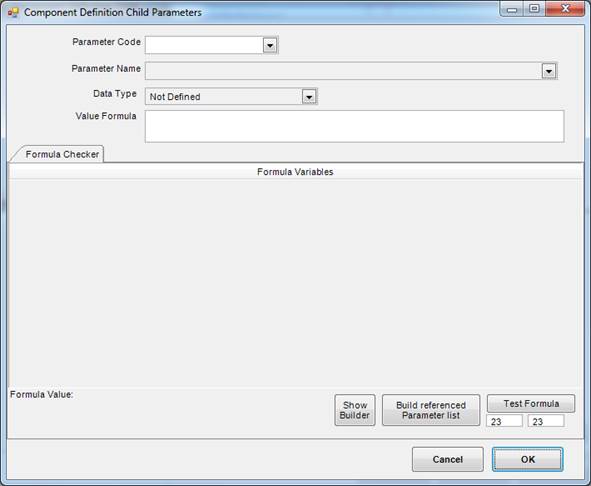 Component Definition Child Parameters
Parameter Code
Parameter Name
Data Type
Not Defined
Value Formula
Formula Checker
Formula Variables
Formula Value:
Show
Builder
Build referenced
Parameter list
Test Formula
23 23
Cancel
OK